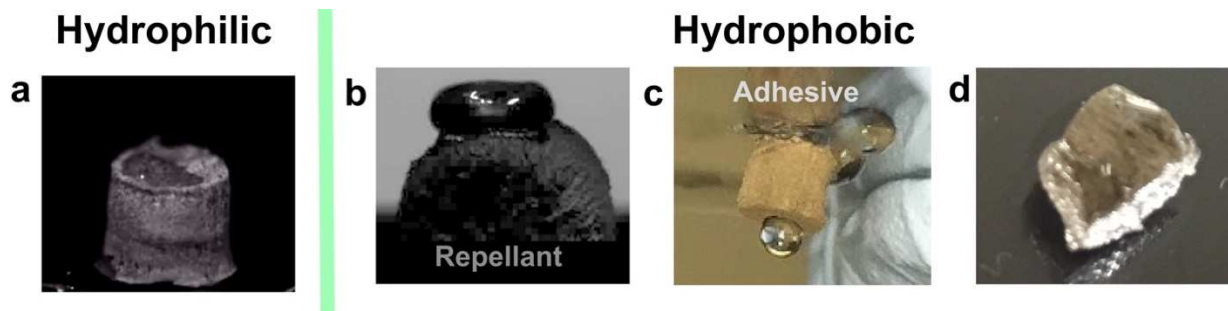 Hydrophilic
Hydrophobic
a
b
c
d
Repellant
Adhesive